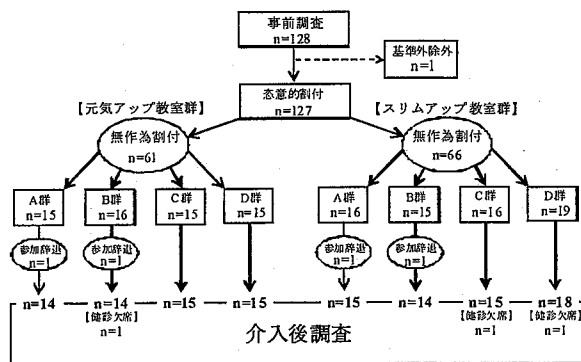 事前調査
n=128
基準外除外
n=1
恣意的割付
n=127
【元気アップ教室群】
【スリムアップ教室群】
無作為割付
n=61
無作為割付
n=66
A群
n=15
B群
n=16
C群
n=15
D群
n=15
A群
n=16
B群
n=15
C群
n=16
D群
n=19
参加辞退
n=1
参加辞退
n=1
参加辞退
n=1
参加辞退
n=1
n=14
n=14
n=15
n=15
n=15
n=14
n=15
n=18
【健診欠席】
n=1
【健診欠席】
n=1
【健診欠席】
n=1
介入後調査